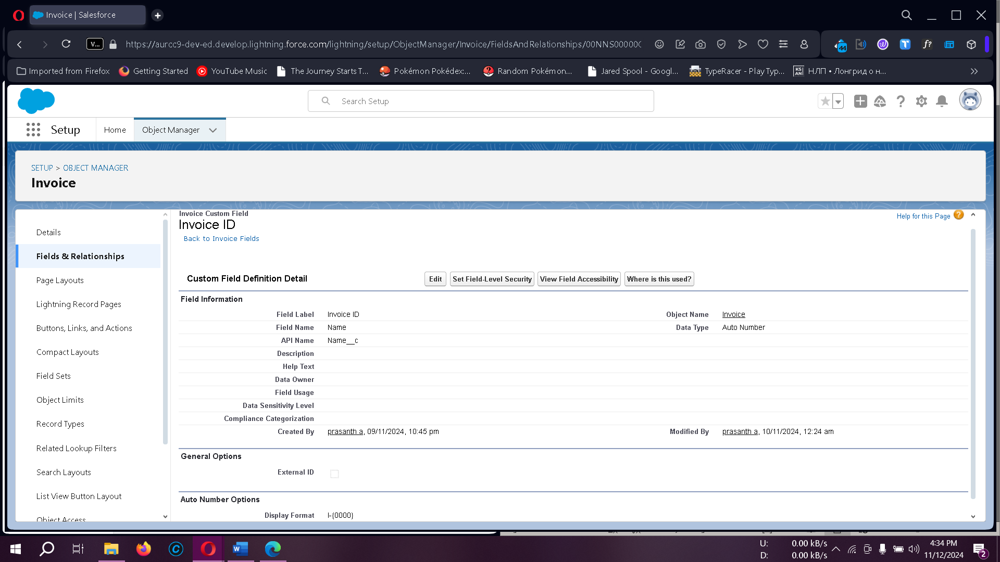 Invoice | Salesforce
V...
https://aurcc9-dev-ed.develop.lightning.force.com/lightning/setup/ObjectManager/Invoice/FieldsAndRelationships/00NNS00000
44
f?
Imported from Firefox
Getting Started
YouTube Music
The Journey Starts T...
Pokémon Pokédex:...
Random Pokémon...
Jared Spool - Googl...
TypeRacer - Play Typ...
KS AN|
НЛП • Лонгрид о н...
Search Setup
Setup
Home
Object Manager
SETUP > OBJECT MANAGER
Invoice
Details
Fields & Relationships
Page Layouts
Lightning Record Pages
Buttons, Links, and Actions
Compact Layouts
Field Sets
Object Limits
Record Types
Related Lookup Filters
Search Layouts
List View Button Layout
Object Access
Invoice Custom Field
Invoice ID
Back to Invoice Fields
Help for this Page
Custom Field Definition Detail
Edit
Set Field-Level Security
View Field Accessibility
Where is this used?
Field Information
Field Label Invoice ID
Object Name Invoice
Field Name Name
Data Type Auto Number
API Name Name__c
Description
Help Text
Data Owner
Field Usage
Data Sensitivity Level
Compliance Categorization
Created By prasanth a, 09/11/2024, 10:45 pm
Modified By prasanth a, 10/11/2024, 12:24 am
General Options
External ID
Auto Number Options
Display Format I-{0000}
U: 0.00 kB/s
D: 0.00 kB/s
4:34 PM
11/12/2024
2